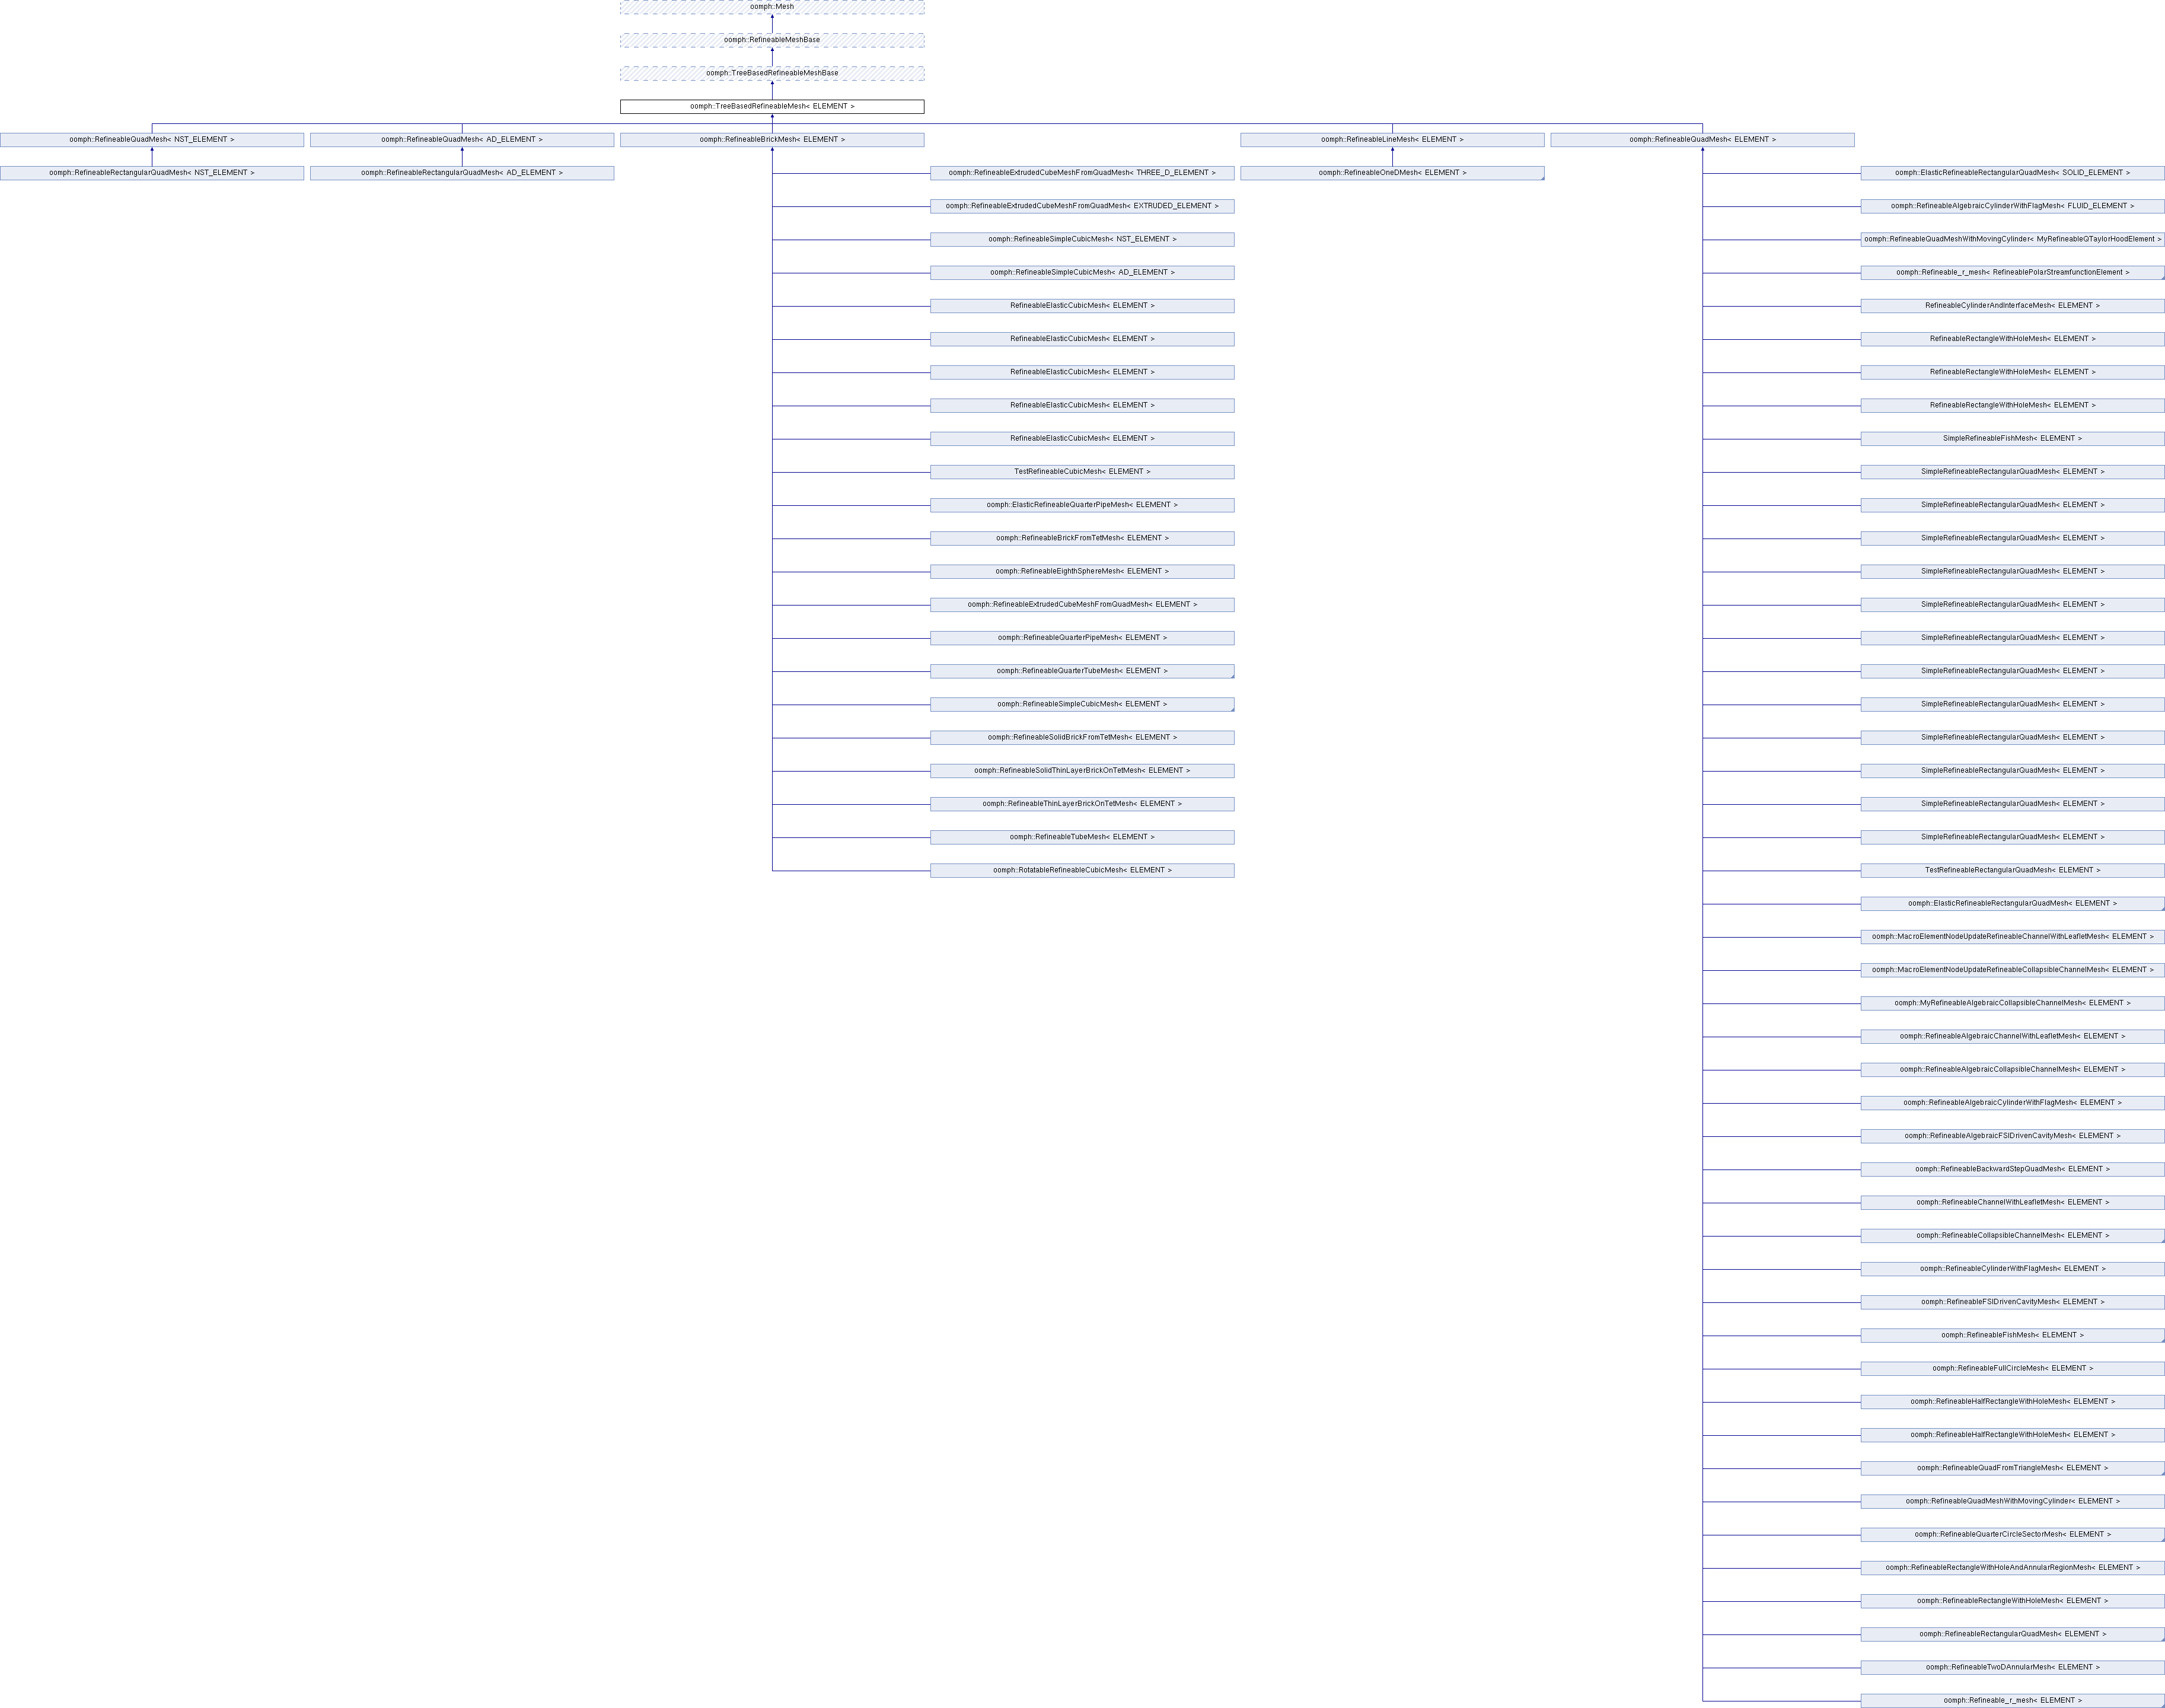 oomph::Mesh
oomph::RefineableMeshBase
oomph::TreeBasedRefineableMeshBase
oomph::TreeBasedRefineableMesh< ELEMENT >
oomph::RefineableQuadMesh< NST_ELEMENT >
oomph::RefineableQuadMesh< AD_ELEMENT >
oomph::RefineableBrickMesh< ELEMENT >
oomph::RefineableLineMesh< ELEMENT >
oomph::RefineableQuadMesh< ELEMENT >
oomph::RefineableRectangularQuadMesh< NST_ELEMENT >
oomph::RefineableRectangularQuadMesh< AD_ELEMENT >
oomph::RefineableExtrudedCubeMeshFromQuadMesh< THREE_D_ELEMENT >
oomph::RefineableExtrudedCubeMeshFromQuadMesh< EXTRUDED_ELEMENT >
oomph::RefineableSimpleCubicMesh< NST_ELEMENT >
oomph::RefineableSimpleCubicMesh< AD_ELEMENT >
RefineableElasticCubicMesh< ELEMENT >
RefineableElasticCubicMesh< ELEMENT >
RefineableElasticCubicMesh< ELEMENT >
RefineableElasticCubicMesh< ELEMENT >
RefineableElasticCubicMesh< ELEMENT >
TestRefineableCubicMesh< ELEMENT >
oomph::ElasticRefineableQuarterPipeMesh< ELEMENT >
oomph::RefineableBrickFromTetMesh< ELEMENT >
oomph::RefineableEighthSphereMesh< ELEMENT >
oomph::RefineableExtrudedCubeMeshFromQuadMesh< ELEMENT >
oomph::RefineableQuarterPipeMesh< ELEMENT >
oomph::RefineableQuarterTubeMesh< ELEMENT >
oomph::RefineableSimpleCubicMesh< ELEMENT >
oomph::RefineableSolidBrickFromTetMesh< ELEMENT >
oomph::RefineableSolidThinLayerBrickOnTetMesh< ELEMENT >
oomph::RefineableThinLayerBrickOnTetMesh< ELEMENT >
oomph::RefineableTubeMesh< ELEMENT >
oomph::RotatableRefineableCubicMesh< ELEMENT >
oomph::RefineableOneDMesh< ELEMENT >
oomph::ElasticRefineableRectangularQuadMesh< SOLID_ELEMENT >
oomph::RefineableAlgebraicCylinderWithFlagMesh< FLUID_ELEMENT >
oomph::RefineableQuadMeshWithMovingCylinder< MyRefineableQTaylorHoodElement >
oomph::Refineable_r_mesh< RefineablePolarStreamfunctionElement >
RefineableCylinderAndInterfaceMesh< ELEMENT >
RefineableRectangleWithHoleMesh< ELEMENT >
RefineableRectangleWithHoleMesh< ELEMENT >
RefineableRectangleWithHoleMesh< ELEMENT >
SimpleRefineableFishMesh< ELEMENT >
SimpleRefineableRectangularQuadMesh< ELEMENT >
SimpleRefineableRectangularQuadMesh< ELEMENT >
SimpleRefineableRectangularQuadMesh< ELEMENT >
SimpleRefineableRectangularQuadMesh< ELEMENT >
SimpleRefineableRectangularQuadMesh< ELEMENT >
SimpleRefineableRectangularQuadMesh< ELEMENT >
SimpleRefineableRectangularQuadMesh< ELEMENT >
SimpleRefineableRectangularQuadMesh< ELEMENT >
SimpleRefineableRectangularQuadMesh< ELEMENT >
SimpleRefineableRectangularQuadMesh< ELEMENT >
SimpleRefineableRectangularQuadMesh< ELEMENT >
SimpleRefineableRectangularQuadMesh< ELEMENT >
TestRefineableRectangularQuadMesh< ELEMENT >
oomph::ElasticRefineableRectangularQuadMesh< ELEMENT >
oomph::MacroElementNodeUpdateRefineableChannelWithLeafletMesh< ELEMENT >
oomph::MacroElementNodeUpdateRefineableCollapsibleChannelMesh< ELEMENT >
oomph::MyRefineableAlgebraicCollapsibleChannelMesh< ELEMENT >
oomph::RefineableAlgebraicChannelWithLeafletMesh< ELEMENT >
oomph::RefineableAlgebraicCollapsibleChannelMesh< ELEMENT >
oomph::RefineableAlgebraicCylinderWithFlagMesh< ELEMENT >
oomph::RefineableAlgebraicFSIDrivenCavityMesh< ELEMENT >
oomph::RefineableBackwardStepQuadMesh< ELEMENT >
oomph::RefineableChannelWithLeafletMesh< ELEMENT >
oomph::RefineableCollapsibleChannelMesh< ELEMENT >
oomph::RefineableCylinderWithFlagMesh< ELEMENT >
oomph::RefineableFSIDrivenCavityMesh< ELEMENT >
oomph::RefineableFishMesh< ELEMENT >
oomph::RefineableFullCircleMesh< ELEMENT >
oomph::RefineableHalfRectangleWithHoleMesh< ELEMENT >
oomph::RefineableHalfRectangleWithHoleMesh< ELEMENT >
oomph::RefineableQuadFromTriangleMesh< ELEMENT >
oomph::RefineableQuadMeshWithMovingCylinder< ELEMENT >
oomph::RefineableQuarterCircleSectorMesh< ELEMENT >
oomph::RefineableRectangleWithHoleAndAnnularRegionMesh< ELEMENT >
oomph::RefineableRectangleWithHoleMesh< ELEMENT >
oomph::RefineableRectangularQuadMesh< ELEMENT >
oomph::RefineableTwoDAnnularMesh< ELEMENT >
oomph::Refineable_r_mesh< ELEMENT >